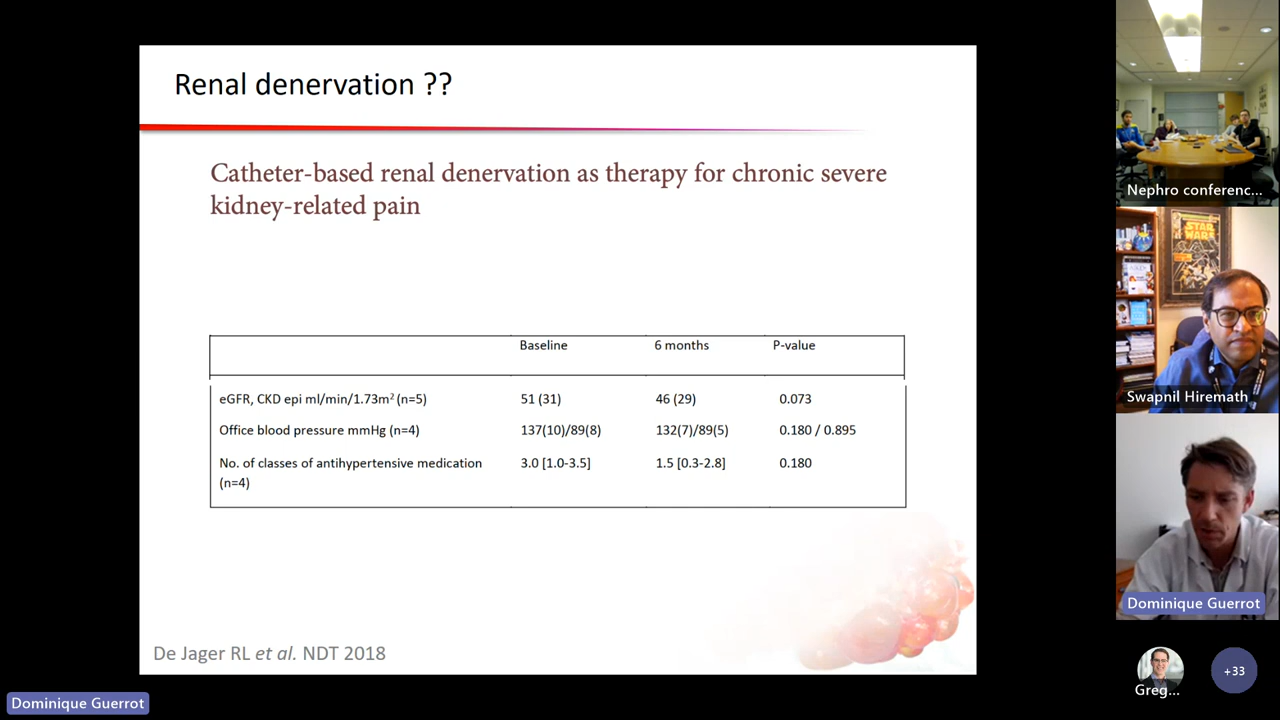 Renal denervation ??
Catheter-based renal denervation as therapy for chronic severe
kidney-related pain
Baseline 6 months P-value
eGFR, CKD epi ml/min/1.73m² (n=5) 51 (31) 46 (29) 0.073
Office blood pressure mmHg (n=4) 137(10)/89(8) 132(7)/89(5) 0.180 / 0.895
No. of classes of antihypertensive medication 3.0 [1.0-3.5] 1.5 [0.3-2.8] 0.180
(n=4)
De Jager RL et al. NDT 2018
Dominique Guerrot
Nephro conferenc...
STAR
WARS
Swapnil Hiremath
Dominique Guerrot
Greg...
+33